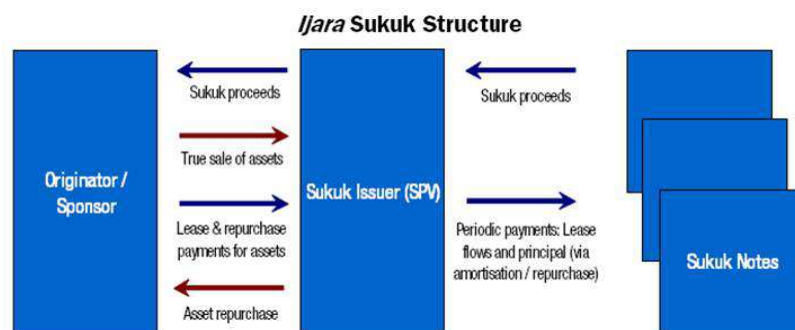 Ijara Sukuk Structure
Sukuk proceeds
Sukuk proceeds
True sale of assets
Originator /
Sponsor
Sukuk Issuer (SPV)
Lease & repurchase
payments for assets
Periodic payments: Lease
flows and principal (via
amortisation / repurchase)
Sukuk Notes
Asset repurchase